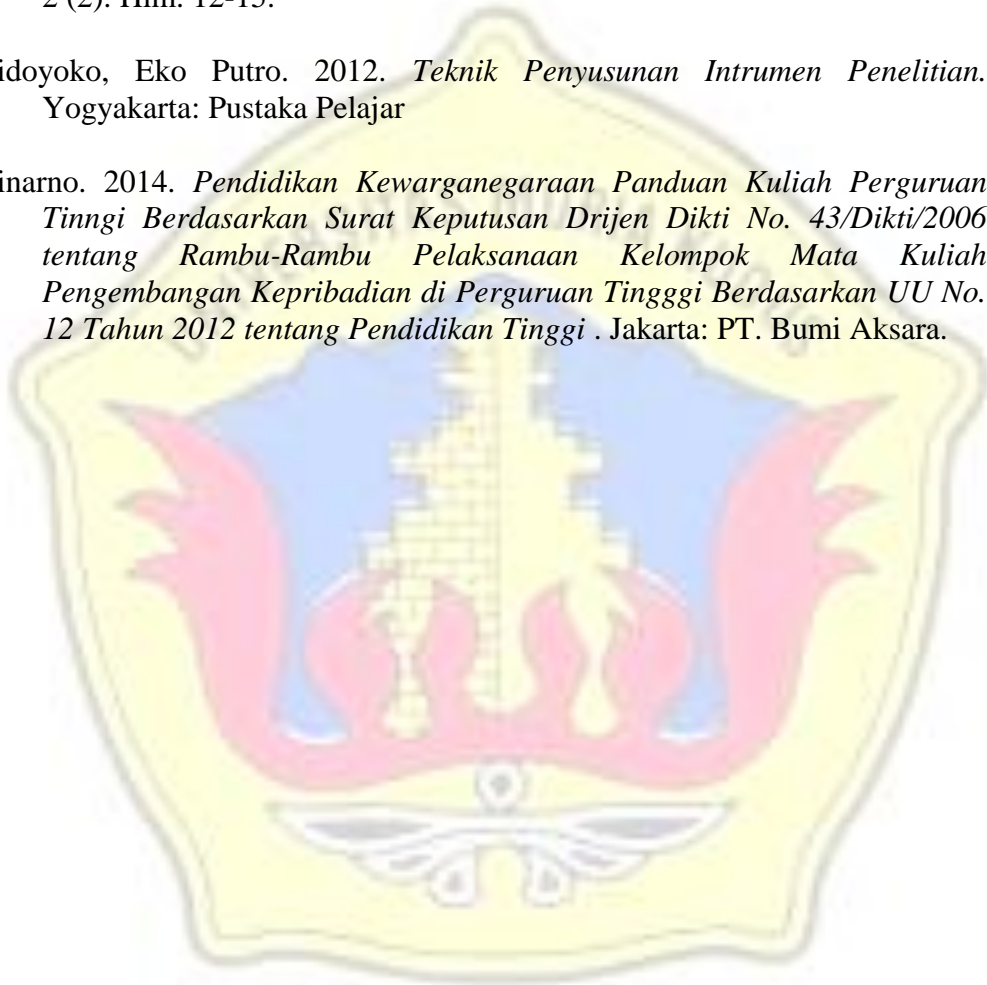 2 (2). Hlm. 12-15.
idoyoko, Eko Putro. 2012. Teknik Penyusunan Intrumen Penelitian.
Yogyakarta: Pustaka Pelajar
inarno. 2014. Pendidikan Kewarganegaraan Panduan Kuliah Perguruan
Tinngi Berdasarkan Surat Keputusan Drijen Dikti No. 43/Dikti/2006
tentang Rambu-Rambu Pelaksanaan Kelompok Mata Kuliah
Pengembangan Kepribadian di Perguruan Tingggi Berdasarkan UU No.
12 Tahun 2012 tentang Pendidikan Tinggi . Jakarta: PT. Bumi Aksara.